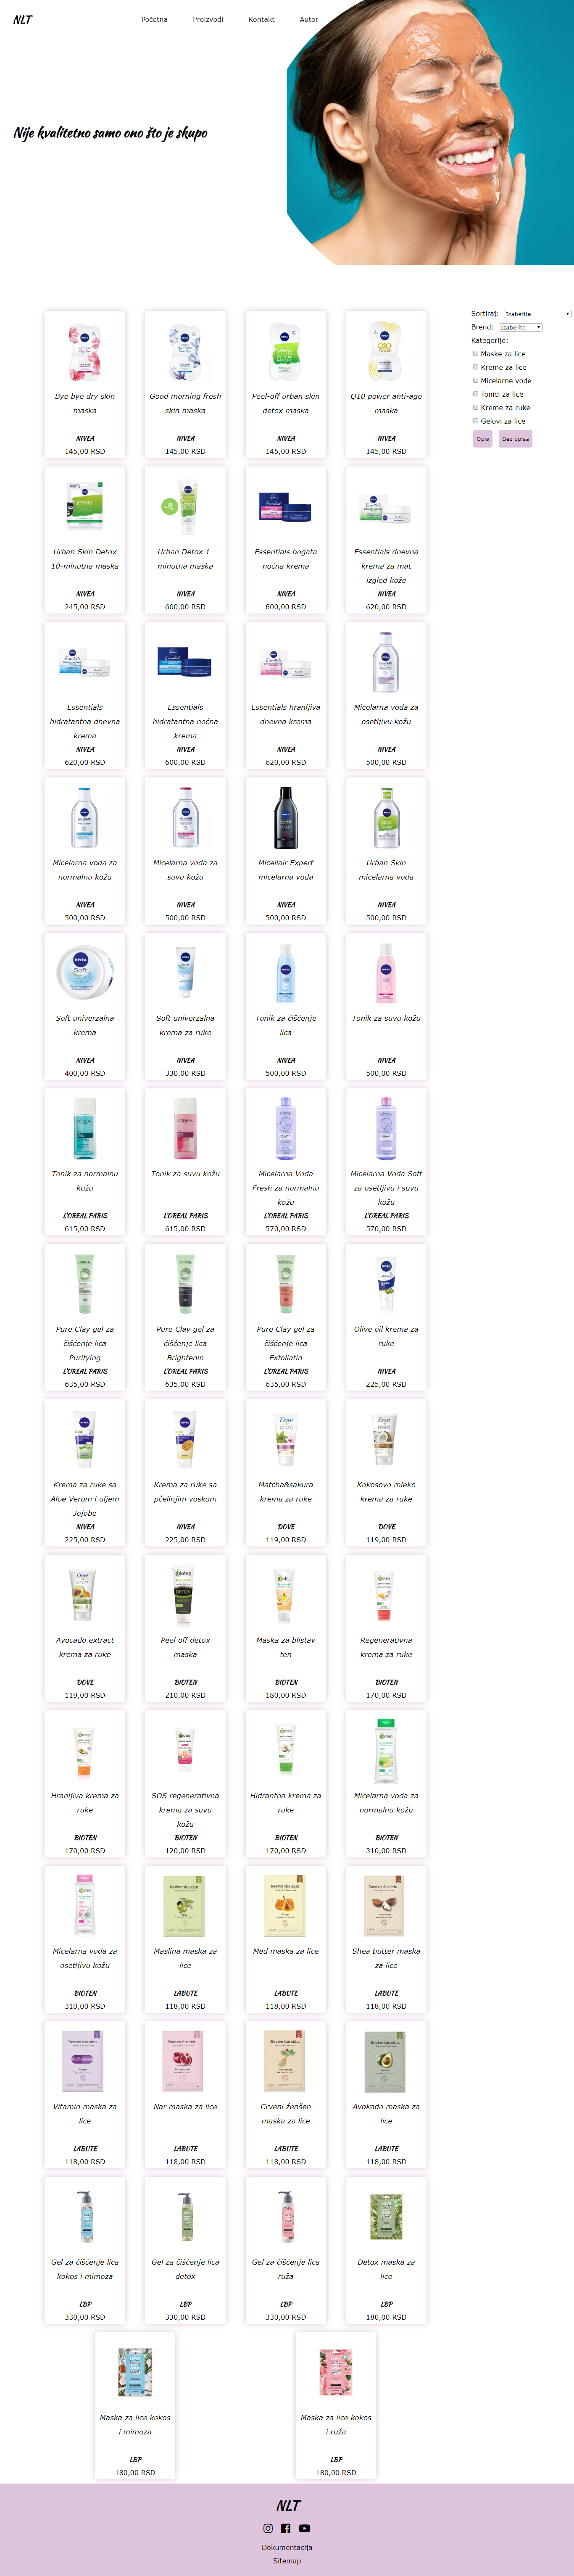 NLT
Početna
Proizvodi
Kontakt
Autor
Nije kvalitetno samo ono što je skupo
Sortiraj: Izaberite
Brend: Izaberite
Kategorije:
Maske za lice
Kreme za lice
Micelarne vode
Tonici za lice
Kreme za ruke
Gelovi za lice
Opis
Bez opisa
Bye bye dry skin
maska
NIVEA
145,00 RSD
Good morning fresh
skin maska
NIVEA
145,00 RSD
Peel-off urban skin
detox maska
NIVEA
145,00 RSD
Q10 power anti-age
maska
NIVEA
145,00 RSD
Urban Skin Detox
10-minutna maska
NIVEA
245,00 RSD
Urban Detox 1-
minutna maska
NIVEA
600,00 RSD
Essentials bogata
noćna krema
NIVEA
600,00 RSD
Essentials dnevna
krema za mat
izgled kože
NIVEA
620,00 RSD
Essentials
hidratantna dnevna
krema
NIVEA
620,00 RSD
Essentials
hidratantna noćna
krema
NIVEA
600,00 RSD
Essentials hranljiva
dnevna krema
NIVEA
620,00 RSD
Micelarna voda za
osetljivu kožu
NIVEA
500,00 RSD
Micelarna voda za
normalnu kožu
NIVEA
500,00 RSD
Micelarna voda za
suvu kožu
NIVEA
500,00 RSD
Micellair Expert
micelarna voda
NIVEA
500,00 RSD
Urban Skin
micelarna voda
NIVEA
500,00 RSD
Soft univerzalna
krema
NIVEA
400,00 RSD
Soft univerzalna
krema za ruke
NIVEA
330,00 RSD
Tonik za čišćenje
lica
NIVEA
500,00 RSD
Tonik za suvu kožu
NIVEA
500,00 RSD
Tonik za normalnu
kožu
L'OREAL PARIS
615,00 RSD
Tonik za suvu kožu
L'OREAL PARIS
615,00 RSD
Micelarna Voda
Fresh za normalnu
kožu
L'OREAL PARIS
570,00 RSD
Micelarna Voda Soft
za osetljivu i suvu
kožu
L'OREAL PARIS
570,00 RSD
Pure Clay gel za
čišćenje lica
Purifying
L'OREAL PARIS
635,00 RSD
Pure Clay gel za
čišćenje lica
Brightenin
L'OREAL PARIS
635,00 RSD
Pure Clay gel za
čišćenje lica
Exfoliatin
L'OREAL PARIS
635,00 RSD
Olive oil krema za
ruke
NIVEA
225,00 RSD
Krema za ruke sa
Aloe Verom i uljem
Jojobe
NIVEA
225,00 RSD
Krema za ruke sa
pčelinjim voskom
NIVEA
225,00 RSD
Matcha&sakura
krema za ruke
DOVE
119,00 RSD
Kokosovo mleko
krema za ruke
DOVE
119,00 RSD
Avocado extract
krema za ruke
DOVE
119,00 RSD
Peel off detox
maska
BIOTEN
210,00 RSD
Maska za blistav
ten
BIOTEN
180,00 RSD
Regenerativna
krema za ruke
BIOTEN
170,00 RSD
Hranljiva krema za
ruke
BIOTEN
170,00 RSD
SOS regenerativna
krema za suvu
kožu
BIOTEN
120,00 RSD
Hidrantna krema za
ruke
BIOTEN
170,00 RSD
Micelarna voda za
normalnu kožu
BIOTEN
310,00 RSD
Micelarna voda za
osetljivu kožu
BIOTEN
310,00 RSD
Maslina maska za
lice
LABUTE
118,00 RSD
Med maska za lice
LABUTE
118,00 RSD
Shea butter maska
za lice
LABUTE
118,00 RSD
Vitamin maska za
lice
LABUTE
118,00 RSD
Nar maska za lice
LABUTE
118,00 RSD
Crveni ženšen
maska za lice
LABUTE
118,00 RSD
Avokado maska za
lice
LABUTE
118,00 RSD
Gel za čišćenje lica
kokos i mimoza
LBP
330,00 RSD
Gel za čišćenje lica
detox
LBP
330,00 RSD
Gel za čišćenje lica
ruža
LBP
330,00 RSD
Detox maska za
lice
LBP
180,00 RSD
Maska za lice kokos
i mimoza
LBP
180,00 RSD
Maska za lice kokos
i ruža
LBP
180,00 RSD
NLT
Dokumentacija
Sitemap